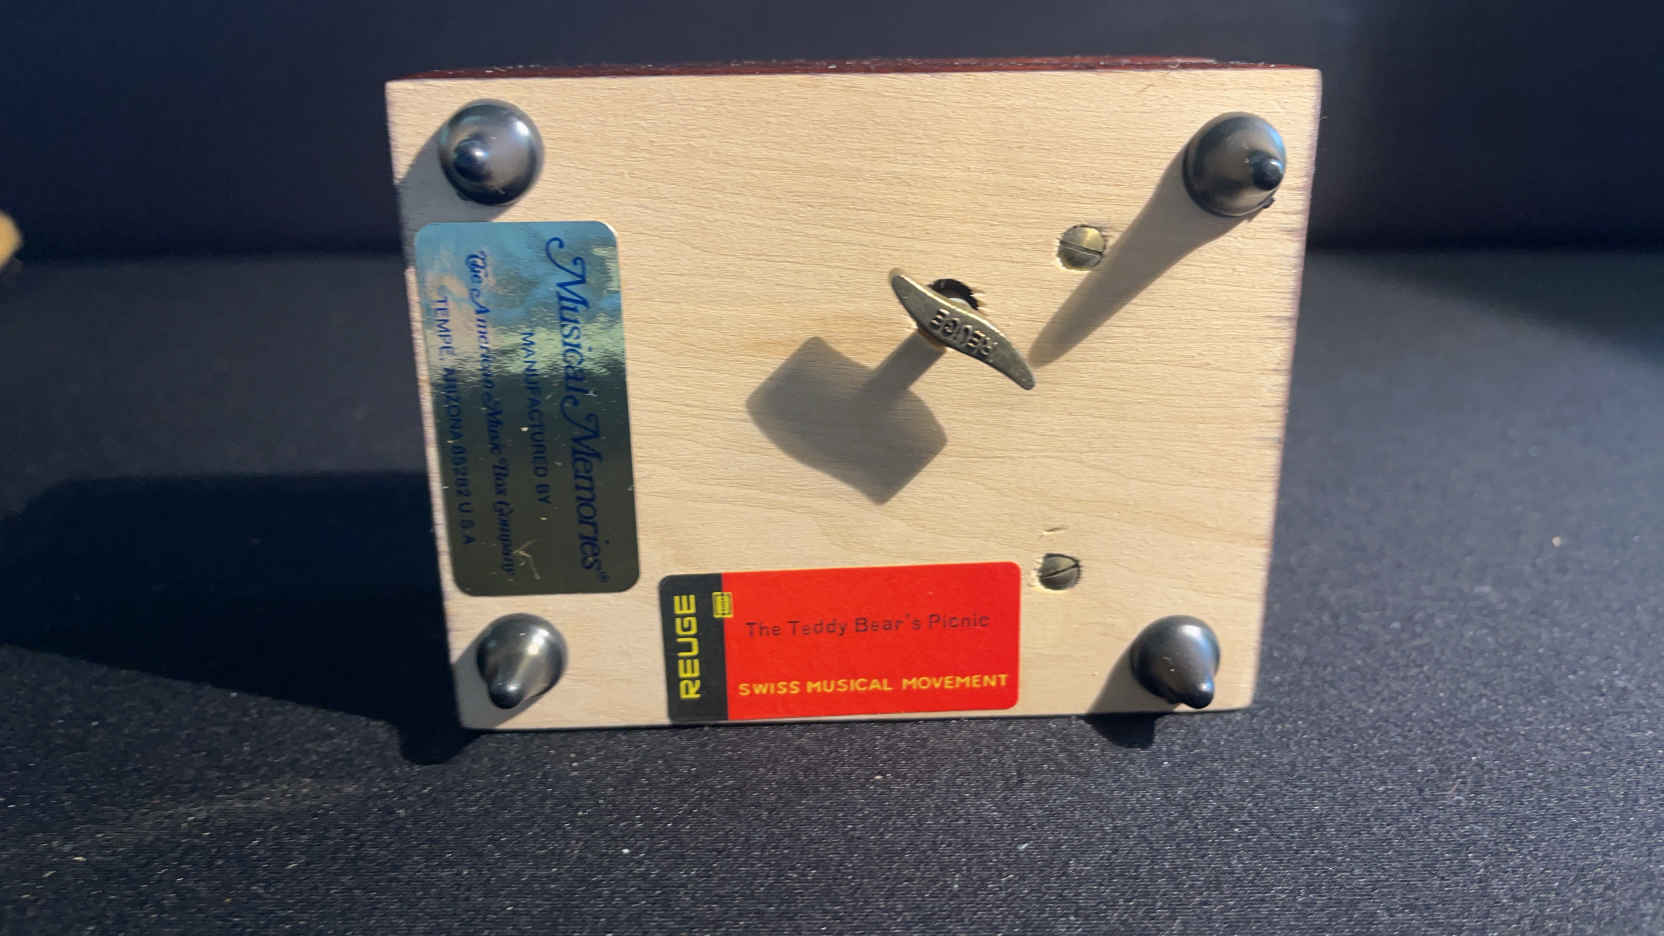 Musical Memories®
MANUFACTURED BY
The American Music Box Company
TEMPE, ARIZONA 85282 U.S.A
REUGE
REUGE
The Teddy Bear's Picnic
SWISS MUSICAL MOVEMENT